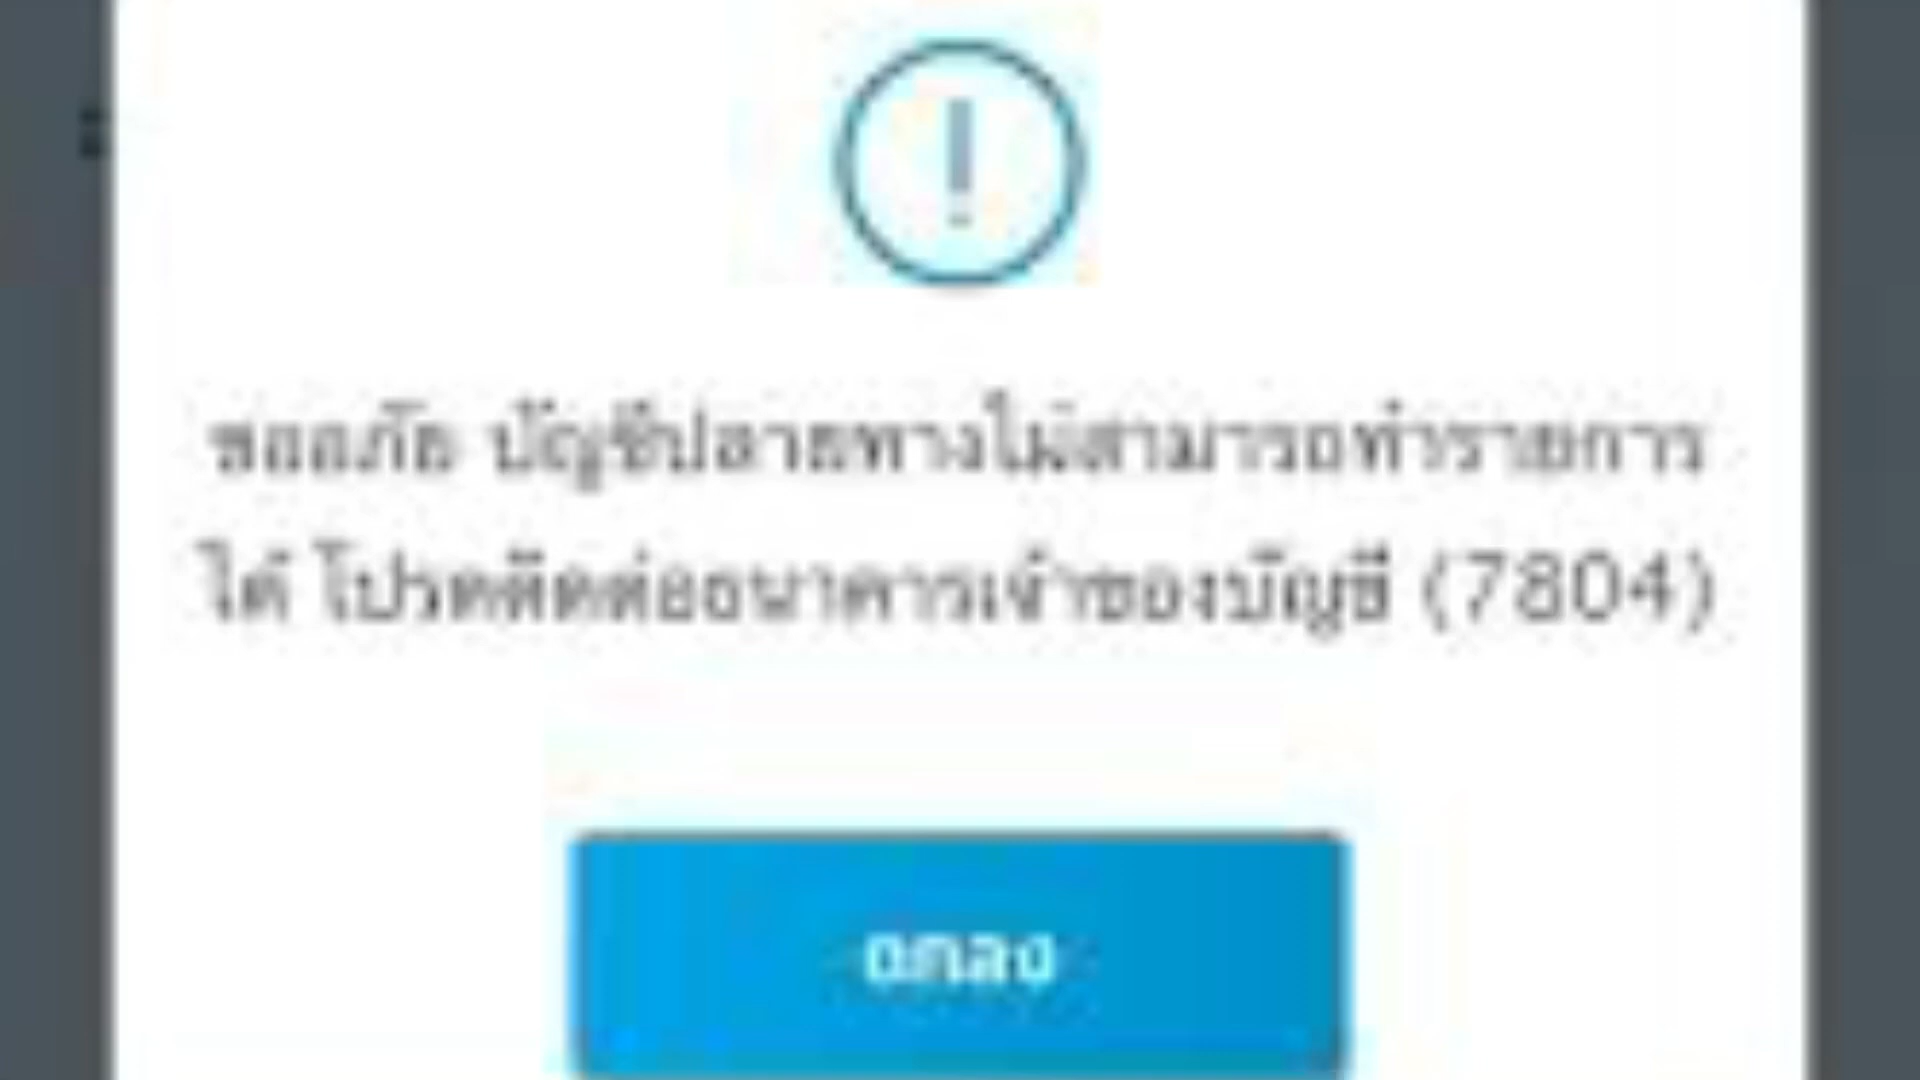 ขออภัย บัญชีปลายทางไม่สามารถทำรายการ
ได้ โปรดติดต่อธนาคารเจ้าของบัญชี (7804)
ตกลง